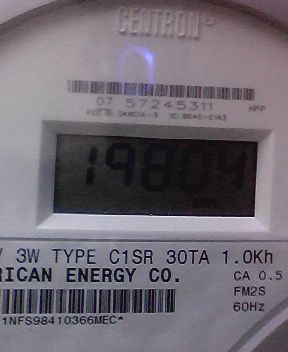 CENTRON®
07 57245311
19804
3W TYPE C1SR 30TA 1.0Kh
RICAN ENERGY CO. CA 0.5
FM2S
1NFS98410366MEC* 60Hz